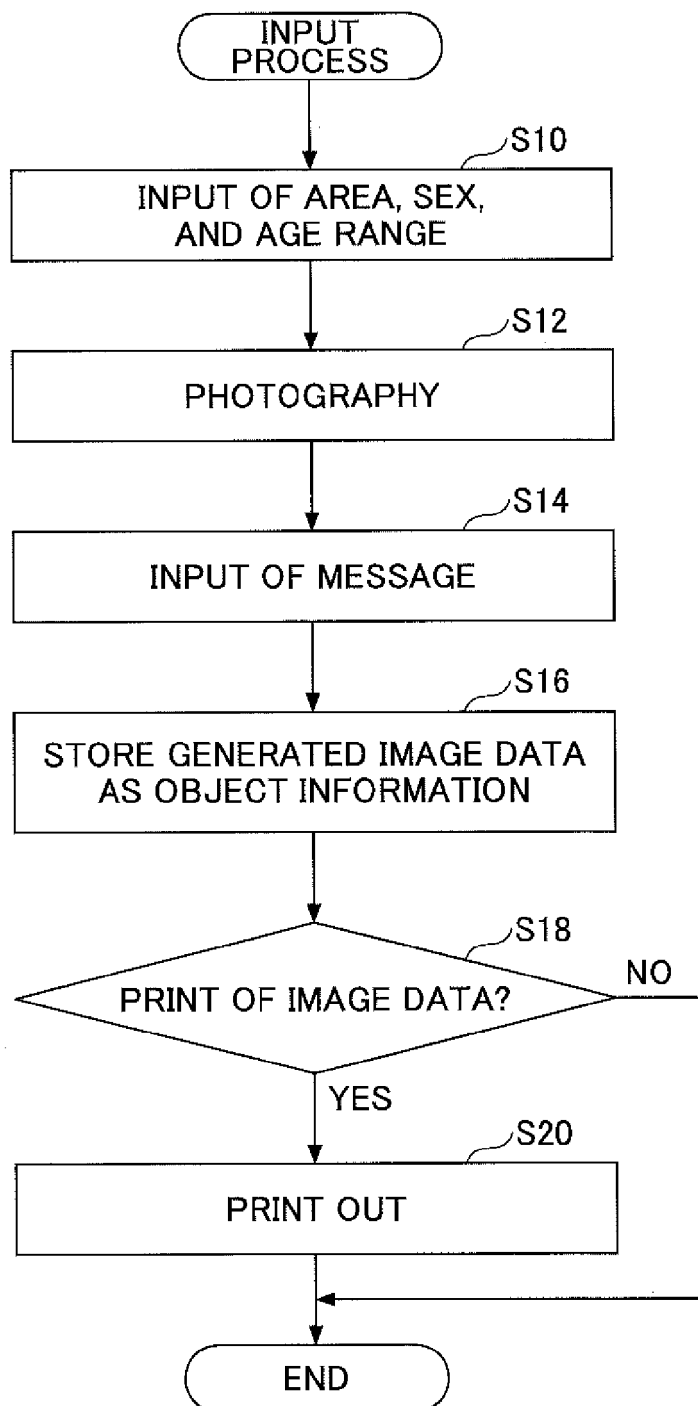 INPUT
PROCESS
S10
INPUT OF AREA, SEX,
AND AGE RANGE
S12
PHOTOGRAPHY
S14
INPUT OF MESSAGE
S16
STORE GENERATED IMAGE DATA
AS OBJECT INFORMATION
S18
PRINT OF IMAGE DATA?
NO
YES
S20
PRINT OUT
END